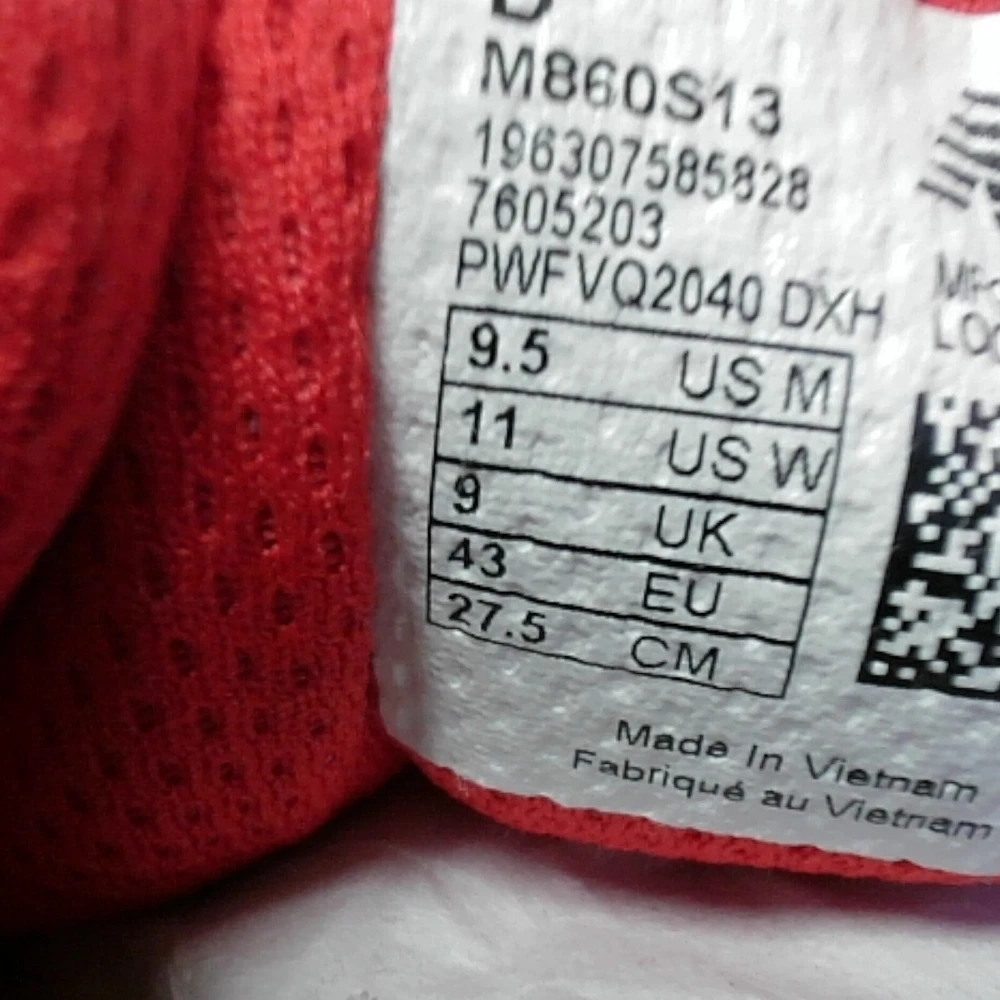 D
M860S13
196307585828
7605203
PWFVQ2040 DXH
9.5 US M
11 US W
9 UK
43 EU
27.5 CM
Made In Vietnam
Fabriqué au Vietnam